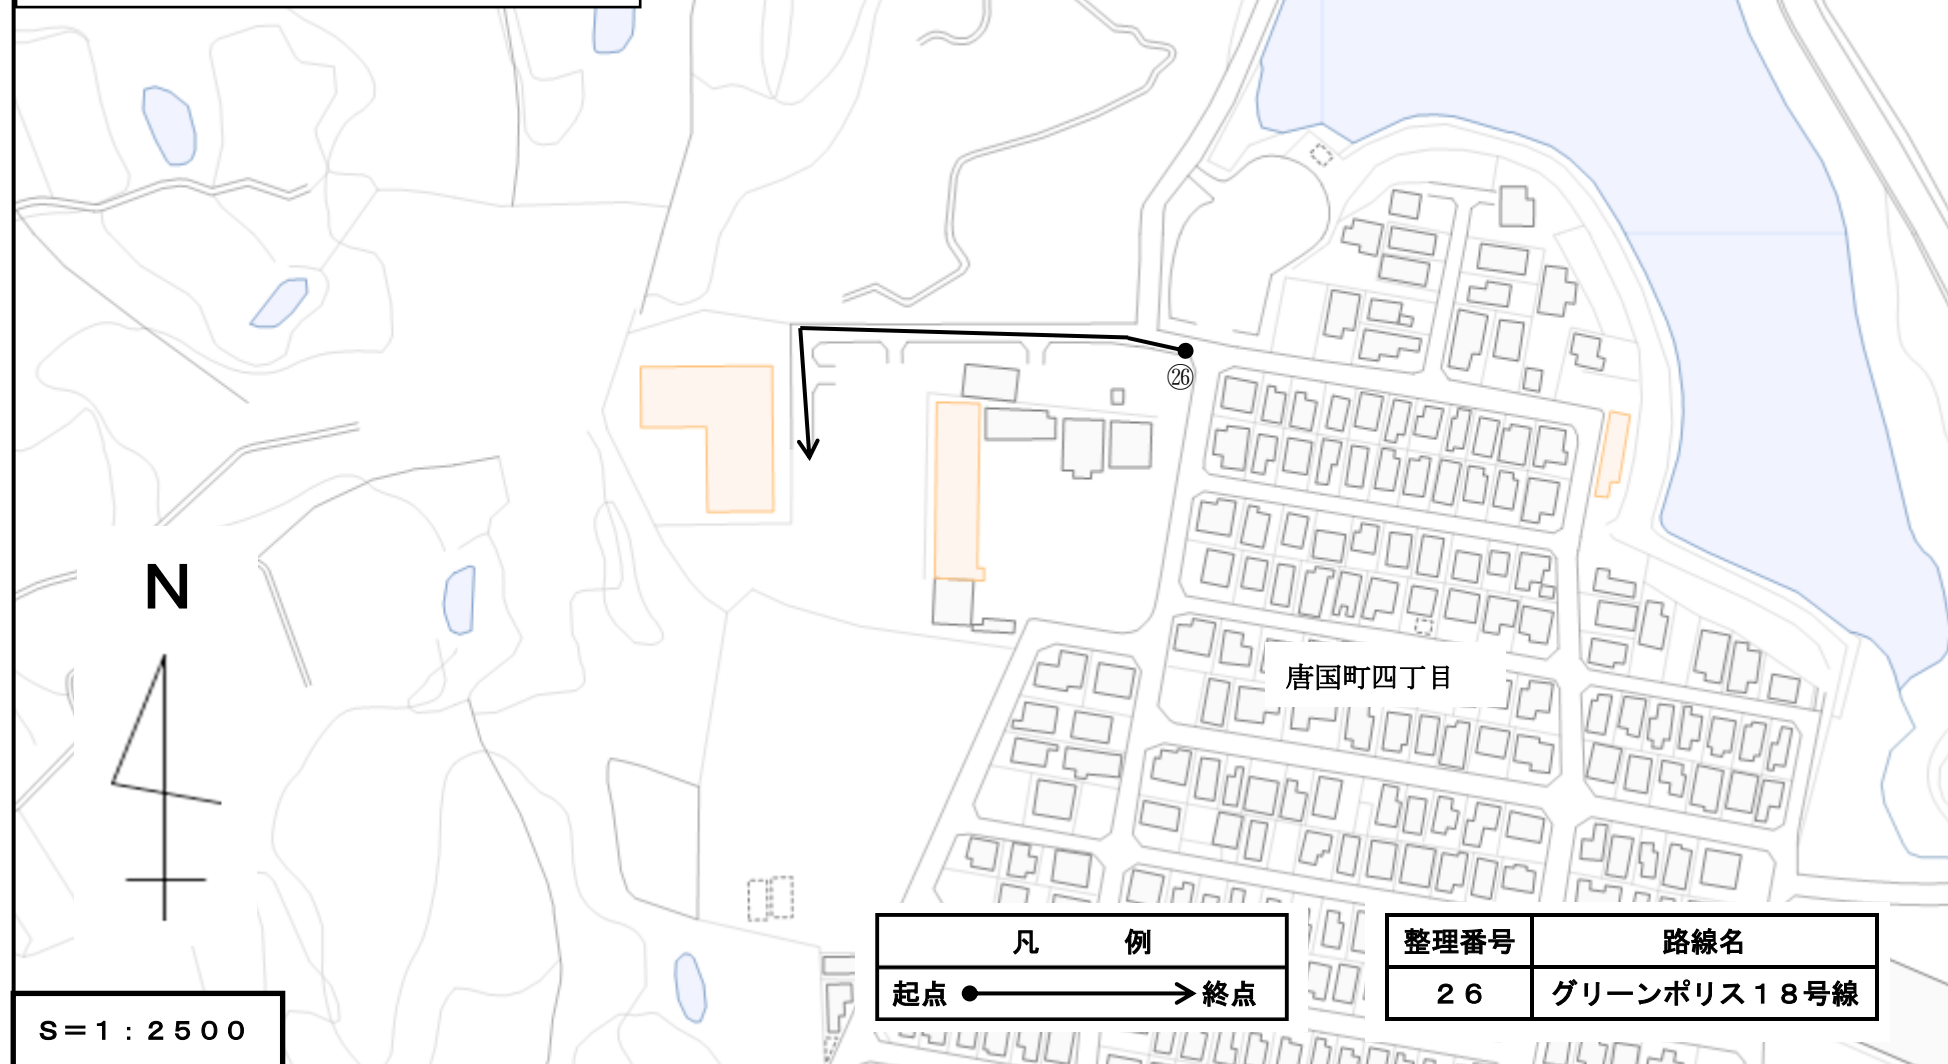 ㉖
N
唐国町四丁目
凡　例
起点 終点
整理番号 路線名
２６ グリーンポリス１８号線
Ｓ＝１：２５００